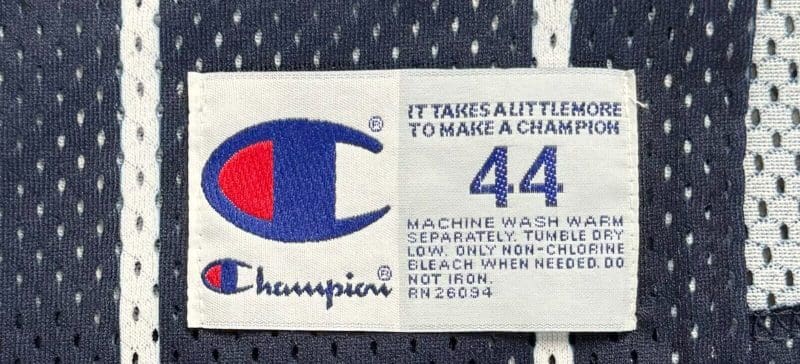 IT TAKES A LITTLE MORE
TO MAKE A CHAMPION
44
MACHINE WASH WARM
SEPARATELY. TUMBLE DRY
LOW. ONLY NON-CHLORINE
BLEACH WHEN NEEDED. DO
NOT IRON.
RN 26094
Champion®